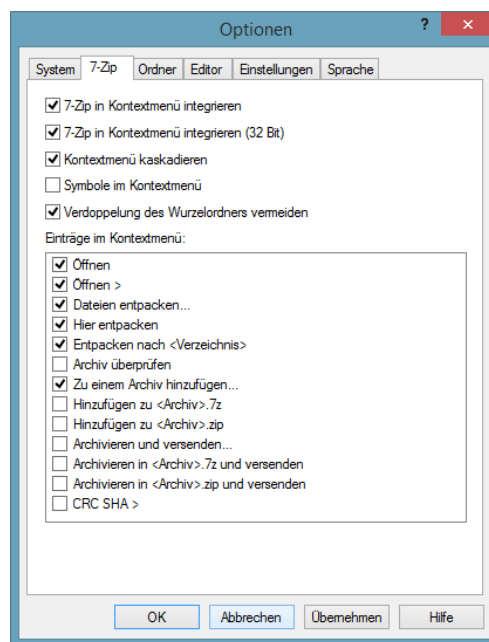 Optionen
?
System 7-Zip Ordner Editor Einstellungen Sprache
7-Zip in Kontextmenü integrieren
7-Zip in Kontextmenü integrieren (32 Bit)
Kontextmenü kaskadieren
Symbole im Kontextmenü
Verdoppelung des Wurzelordners vermeiden
Einträge im Kontextmenü:
Öffnen
Öffnen >
Dateien entpacken...
Hier entpacken
Entpacken nach <Verzeichnis>
Archiv überprüfen
Zu einem Archiv hinzufügen...
Hinzufügen zu <Archiv>.7z
Hinzufügen zu <Archiv>.zip
Archivieren und versenden...
Archivieren in <Archiv>.7z und versenden
Archivieren in <Archiv>.zip und versenden
CRC SHA >
OK Abbrechen Übernehmen Hilfe